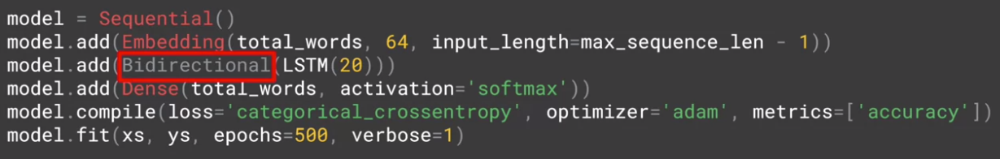 model = Sequential()
model.add(Embedding(total_words, 64, input_length=max_sequence_len - 1))
model.add(Bidirectional(LSTM(20)))
model.add(Dense(total_words, activation='softmax'))
model.compile(loss='categorical_crossentropy', optimizer='adam', metrics=['accuracy'])
model.fit(xs, ys, epochs=500, verbose=1)